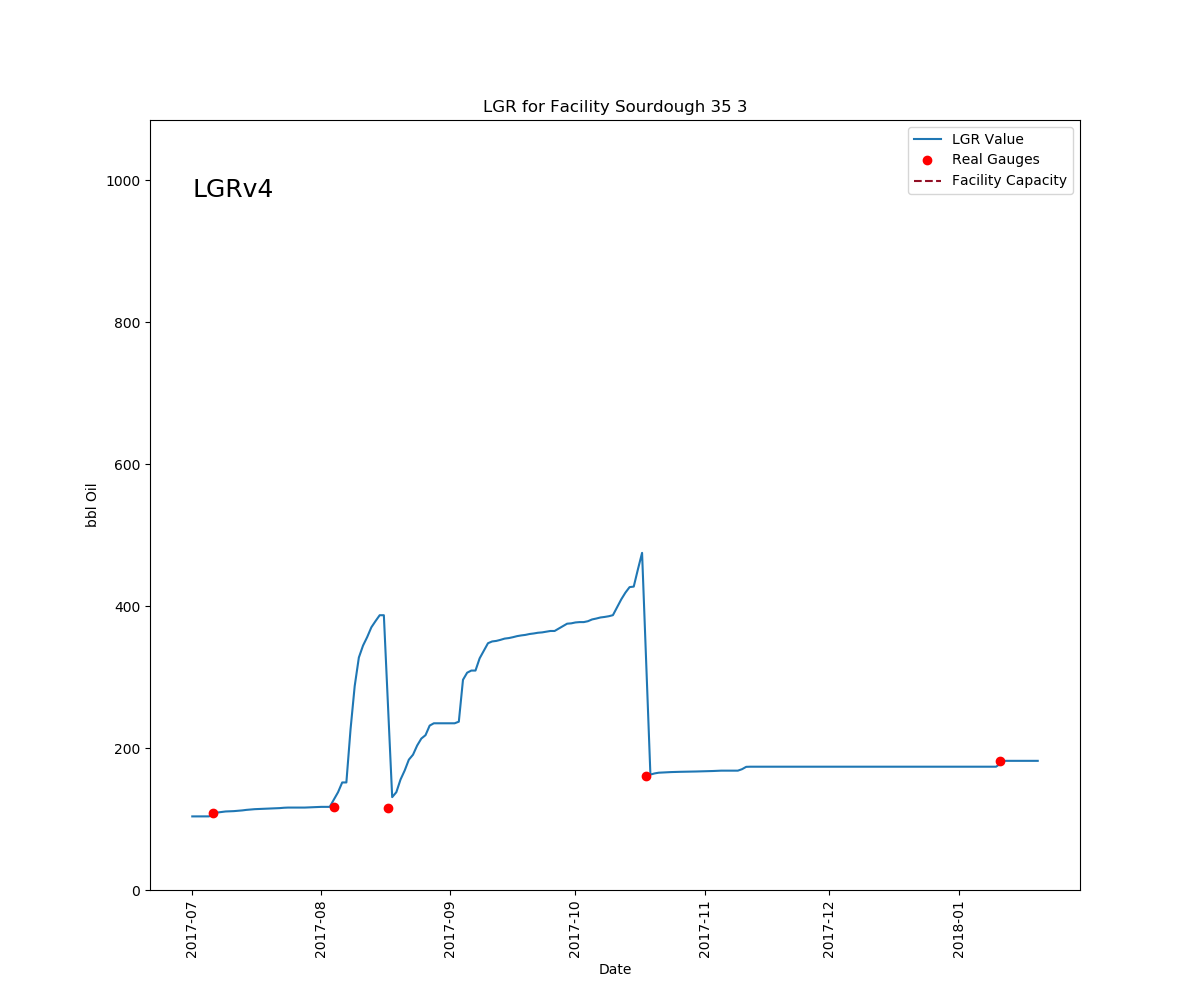 LGR for Facility Sourdough 35 3
LGR Value
Real Gauges
Facility Capacity
LGRv4
1000
800
600
400
200
0
bbl Oil
2017-07
2017-08
2017-09
2017-10
2017-11
2017-12
2018-01
Date